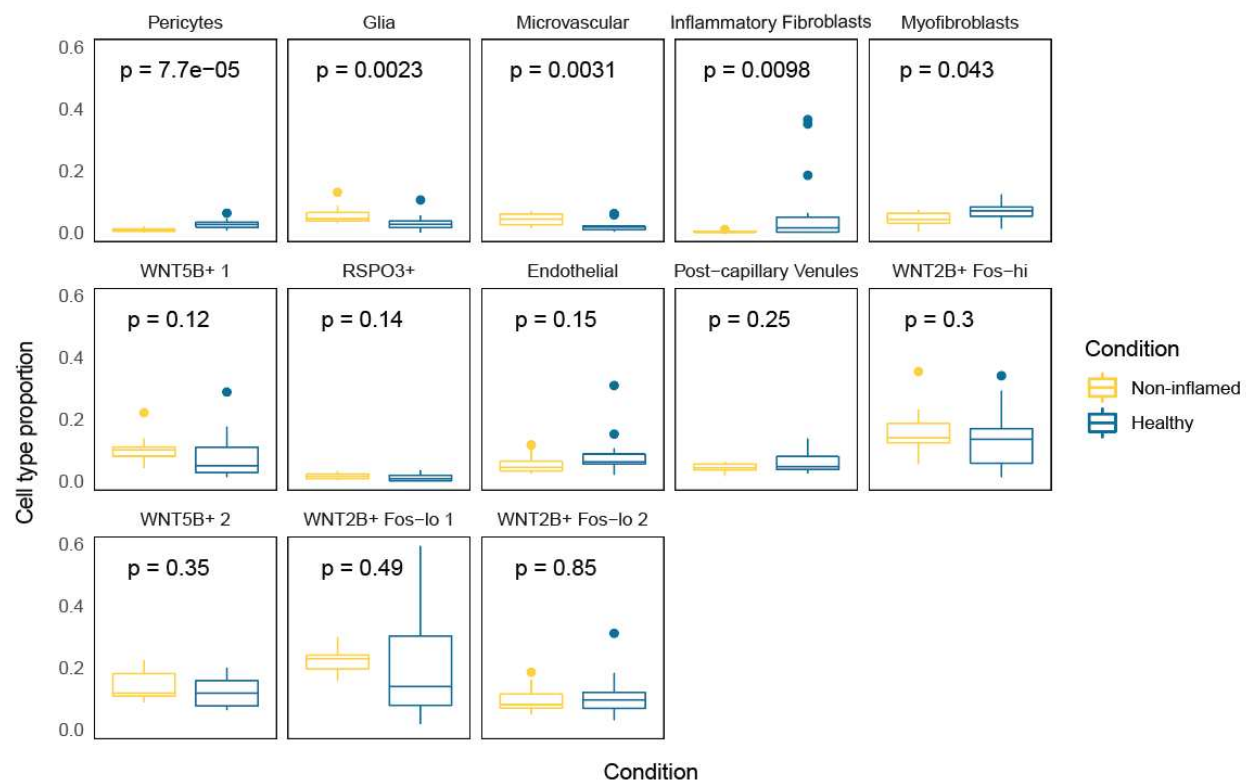 Pericytes Glia Microvascular Inflammatory Fibroblasts Myofibroblasts
0.6
p = 7.7e−05 p = 0.0023 p = 0.0031 p = 0.0098 p = 0.043
0.4
0.2
0.0
WNT5B+ 1 RSPO3+ Endothelial Post−capillary Venules WNT2B+ Fos−hi
0.6
p = 0.12 p = 0.14 p = 0.15 p = 0.25 p = 0.3
0.4
0.2
0.0
WNT5B+ 2 WNT2B+ Fos−lo 1 WNT2B+ Fos−lo 2
0.6
p = 0.35 p = 0.49 p = 0.85
0.4
0.2
0.0
Cell type proportion
Condition
Condition
Non-inflamed
Healthy